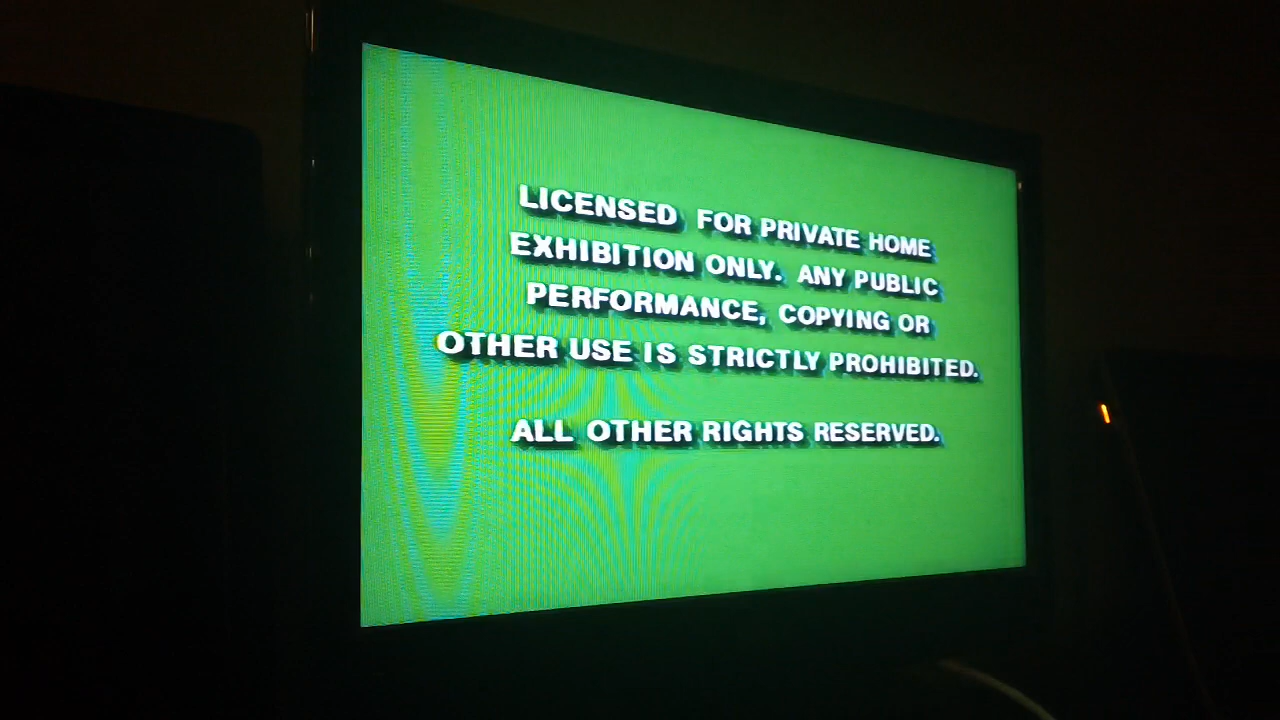 LICENSED FOR PRIVATE HOME
EXHIBITION ONLY. ANY PUBLIC
PERFORMANCE, COPYING OR
OTHER USE IS STRICTLY PROHIBITED.
ALL OTHER RIGHTS RESERVED.